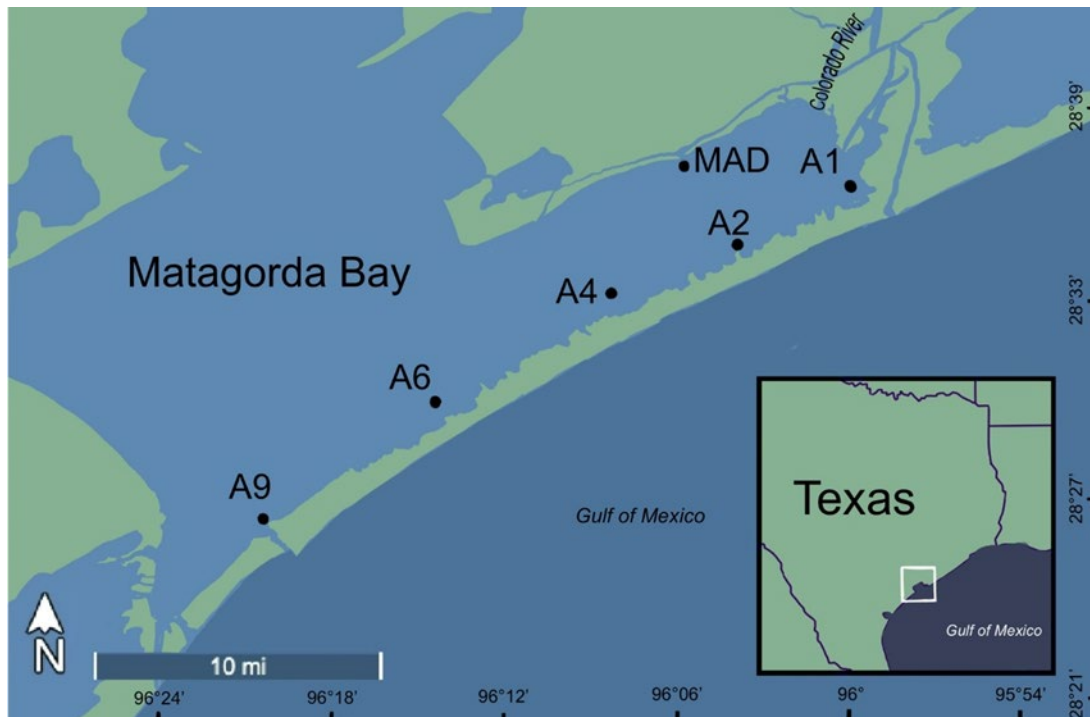 Colorado River
28°39'
MAD
A1
A2
Matagorda Bay
A4
28°33'
A6
A9
28°27'
Gulf of Mexico
Texas
Gulf of Mexico
N
10 mi
28°21'
96°24'
96°18'
96°12'
96°06'
96°
95°54'